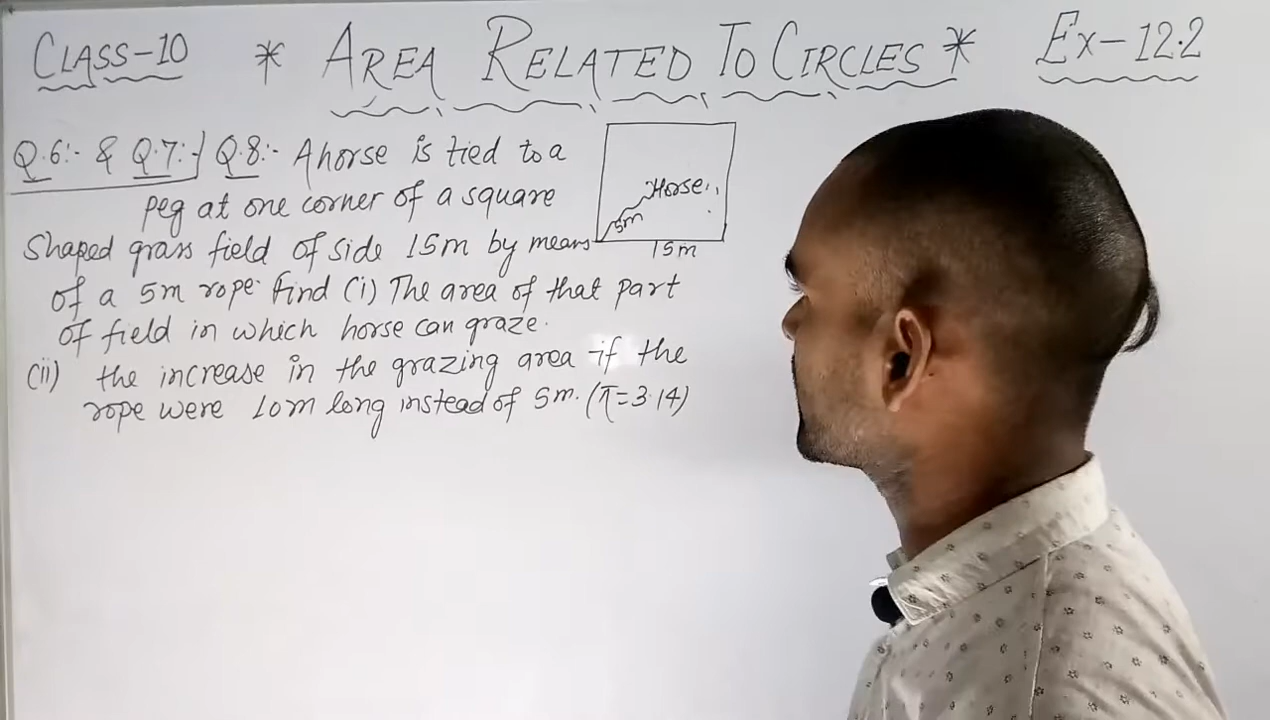 CLASS-10 * AREA RELATED TO CIRCLES * Ex-12.2
Q.6:- & Q.7:- Q.8:- A horse is tied to a
peg at one corner of a square
shaped grass field of side 15m by means
of a 5m rope. find (i) The area of that part
of field in which horse can graze.
(ii) the increase in the grazing area if the
rope were 10m long instead of 5m. (π=3.14)
Horse
5m
15m